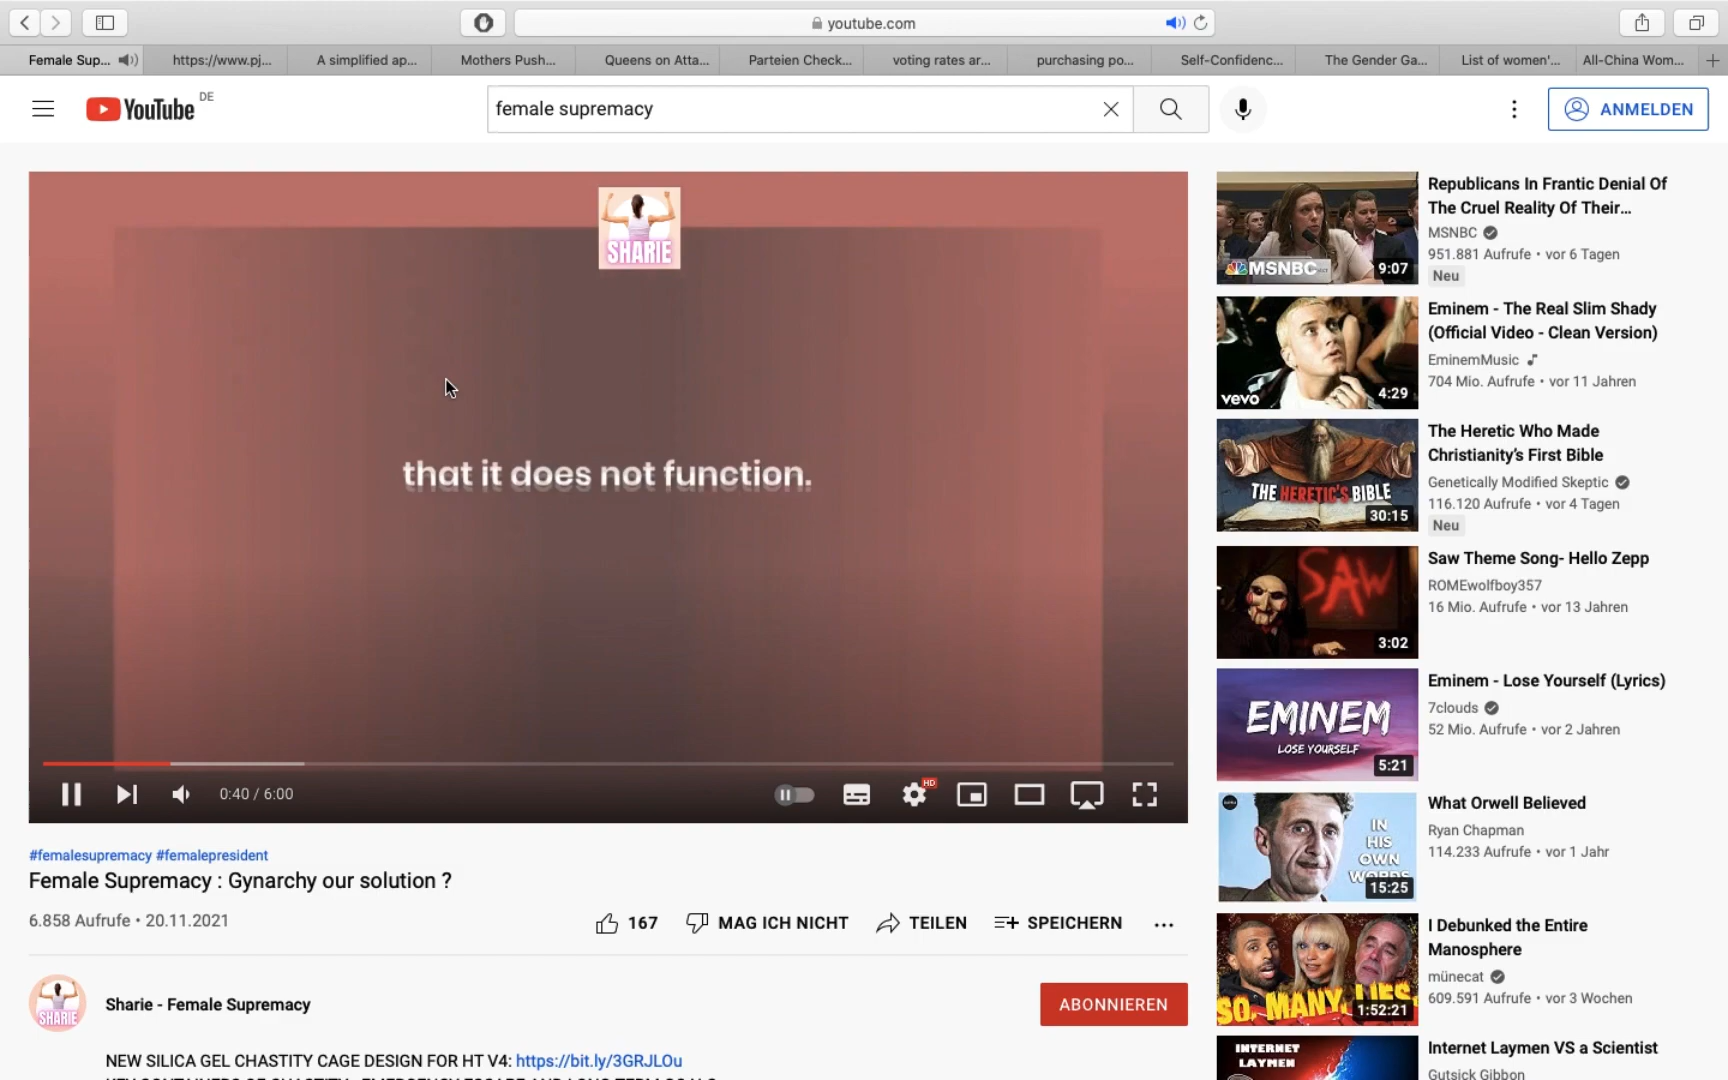 youtube.com
Female Sup...
https://www.pj...
A simplified ap...
Mothers Push...
Queens on Atta...
Parteien Check...
voting rates ar...
purchasing po...
Self-Confidenc...
The Gender Ga...
List of women'...
All-China Wom...
YouTube DE
female supremacy
ANMELDEN
SHARIE
that it does not function.
0:40 / 6:00
HD
#femalesupremacy #femalepresident
Female Supremacy : Gynarchy our solution ?
6.858 Aufrufe • 20.11.2021
167
MAG ICH NICHT
TEILEN
SPEICHERN
SHARIE
Sharie - Female Supremacy
ABONNIEREN
NEW SILICA GEL CHASTITY CAGE DESIGN FOR HT V4: https://bit.ly/3GRJLOu
MSNBC
9:07
Republicans In Frantic Denial Of
The Cruel Reality Of Their...
MSNBC
951.881 Aufrufe • vor 6 Tagen
Neu
vevo
4:29
Eminem - The Real Slim Shady
(Official Video - Clean Version)
EminemMusic
704 Mio. Aufrufe • vor 11 Jahren
THE HERETIC'S BIBLE
30:15
The Heretic Who Made
Christianity's First Bible
Genetically Modified Skeptic
116.120 Aufrufe • vor 4 Tagen
Neu
SAW
3:02
Saw Theme Song- Hello Zepp
ROMEwolfboy357
16 Mio. Aufrufe • vor 13 Jahren
EMINEM
LOSE YOURSELF
5:21
Eminem - Lose Yourself (Lyrics)
7clouds
52 Mio. Aufrufe • vor 2 Jahren
IN
HIS
OWN
WORDS
15:25
What Orwell Believed
Ryan Chapman
114.233 Aufrufe • vor 1 Jahr
SO. MANY. LIES.
1:52:21
I Debunked the Entire
Manosphere
münecat
609.591 Aufrufe • vor 3 Wochen
INTERNET
LAYMEN
Internet Laymen VS a Scientist
Gutsick Gibbon